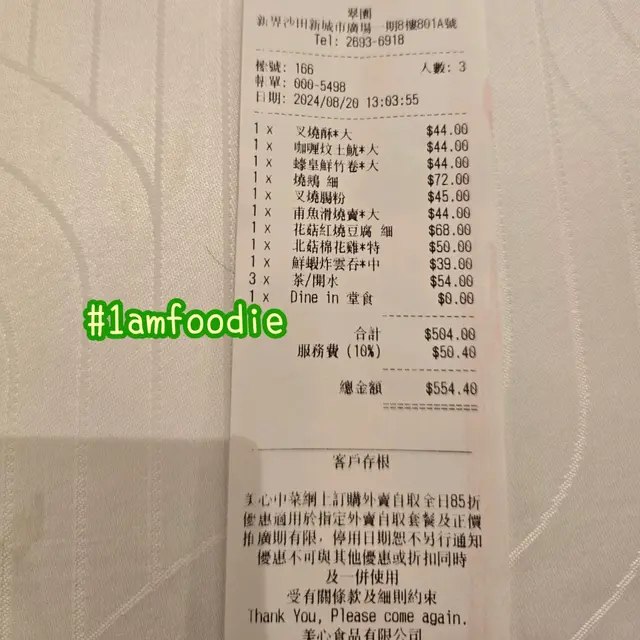 翠園
新界沙田新城市廣場一期8樓801A號
Tel: 2693-6918
檯號: 166 人數: 3
單: 000-5498
日期: 2024/08/20 13:03:55
1 x 叉燒酥*大 $44.00
1 x 咖喱炆土魷*大 $44.00
1 x 蠔皇鮮竹卷*大 $44.00
1 x 燒鵝 細 $72.00
1 x 叉燒腸粉 $45.00
1 x 甫魚滑燒賣*大 $44.00
1 x 花菇紅燒豆腐 細 $68.00
1 x 北菇棉花雞*特 $50.00
1 x 鮮蝦炸雲吞*中 $39.00
3 x 茶/開水 $54.00
1 x Dine in 堂食 $0.00
#1amfoodie
合計 $504.00
服務費 (10%) $50.40
總金額 $554.40
客戶存根
美心中菜網上訂購外賣自取全日85折
優惠適用於指定外賣自取套餐及正價
推廣期有限，停用日期恕不另行通知
優惠不可與其他優惠或折扣同時
及一併使用
受有關條款及細則約束
Thank You, Please come again.
美心食品有限公司